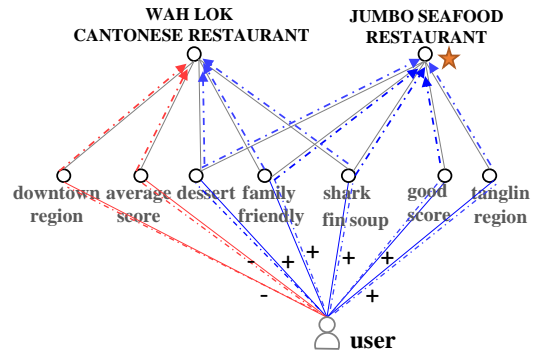 WAH LOK
CANTONESE RESTAURANT
JUMBO SEAFOOD
RESTAURANT
downtown
region
average
score
dessert
family
friendly
shark
fin soup
good
score
tanglin
region
- + + + +
- +
user